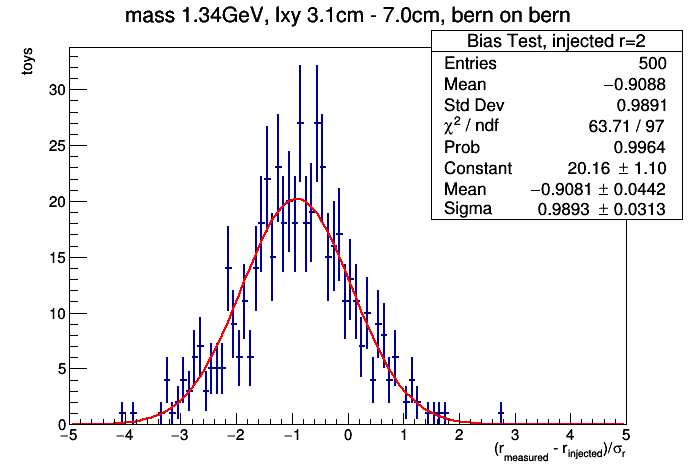 mass 1.34GeV, lxy 3.1cm - 7.0cm, bern on bern
Bias Test, injected r=2
Entries 500
Mean −0.9088
Std Dev 0.9891
χ² / ndf 63.71 / 97
Prob 0.9964
Constant 20.16 ± 1.10
Mean −0.9081 ± 0.0442
Sigma 0.9893 ± 0.0313
toys
30
25
20
15
10
5
0
−5 −4 −3 −2 −1 0 1 2 3 4 5
(r_measured - r_injected)/σ_r